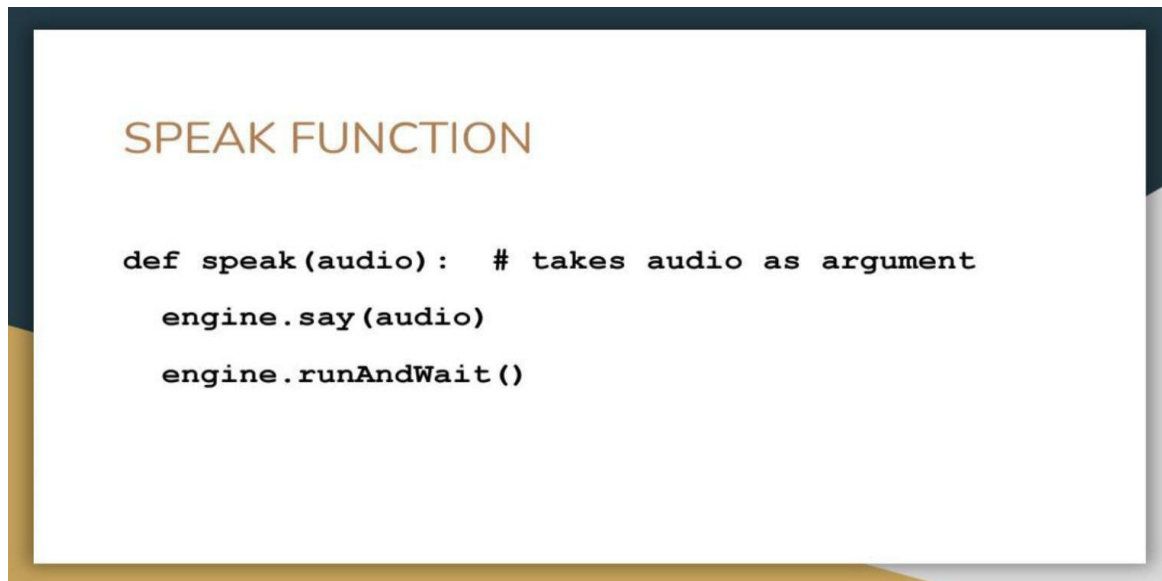 SPEAK FUNCTION
def speak(audio):  # takes audio as argument
  engine.say(audio)
  engine.runAndWait()